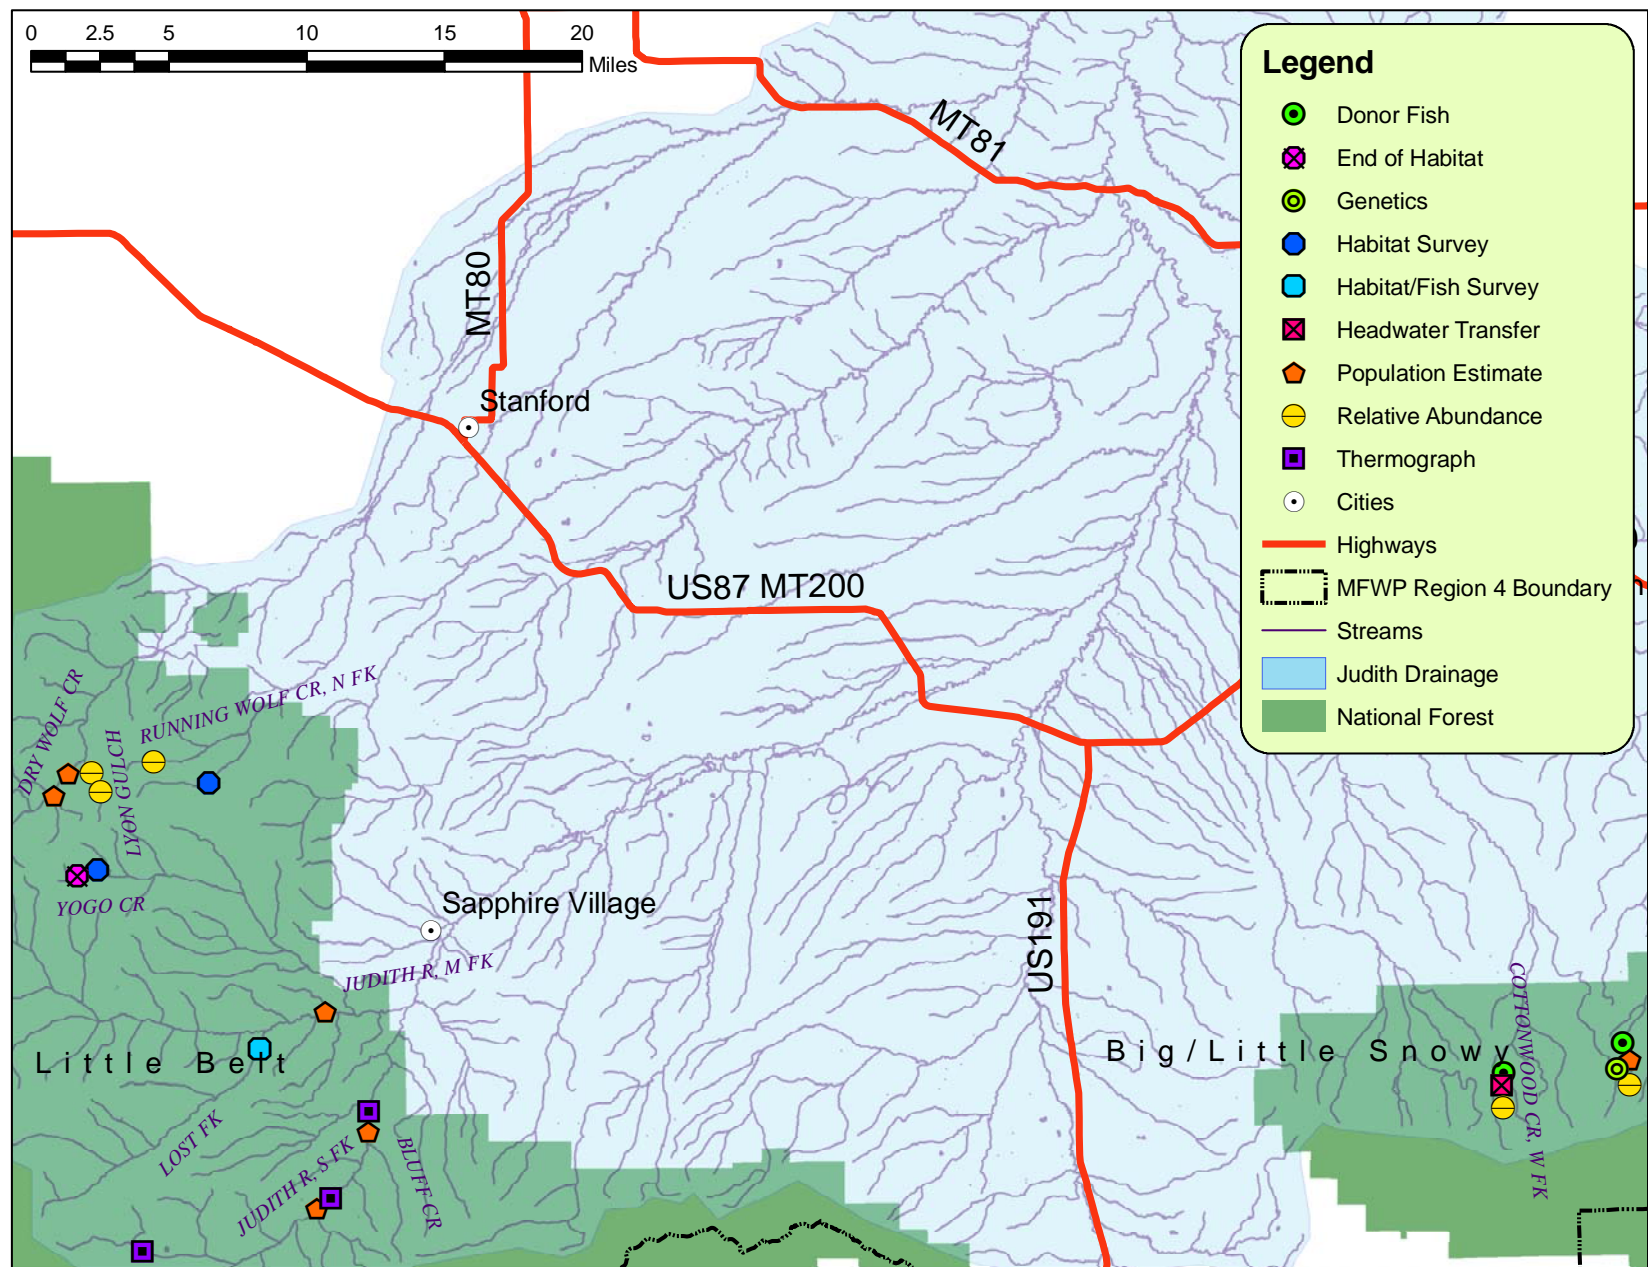 0 2.5 5 10 15 20
Miles
Legend
Donor Fish
End of Habitat
Genetics
Habitat Survey
Habitat/Fish Survey
Headwater Transfer
Population Estimate
Relative Abundance
Thermograph
Cities
Highways
MFWP Region 4 Boundary
Streams
Judith Drainage
National Forest
MT81
MT80
Stanford
US87 MT200
DRY WOLF CR
LYON GULCH
RUNNING WOLF CR, N FK
YOGO CR
Sapphire Village
JUDITH R, M FK
US191
Little Belt
Big/Little Snowy
COTTONWOOD CR, W FK
LOST FK
JUDITH R, S FK
BLUFF CR